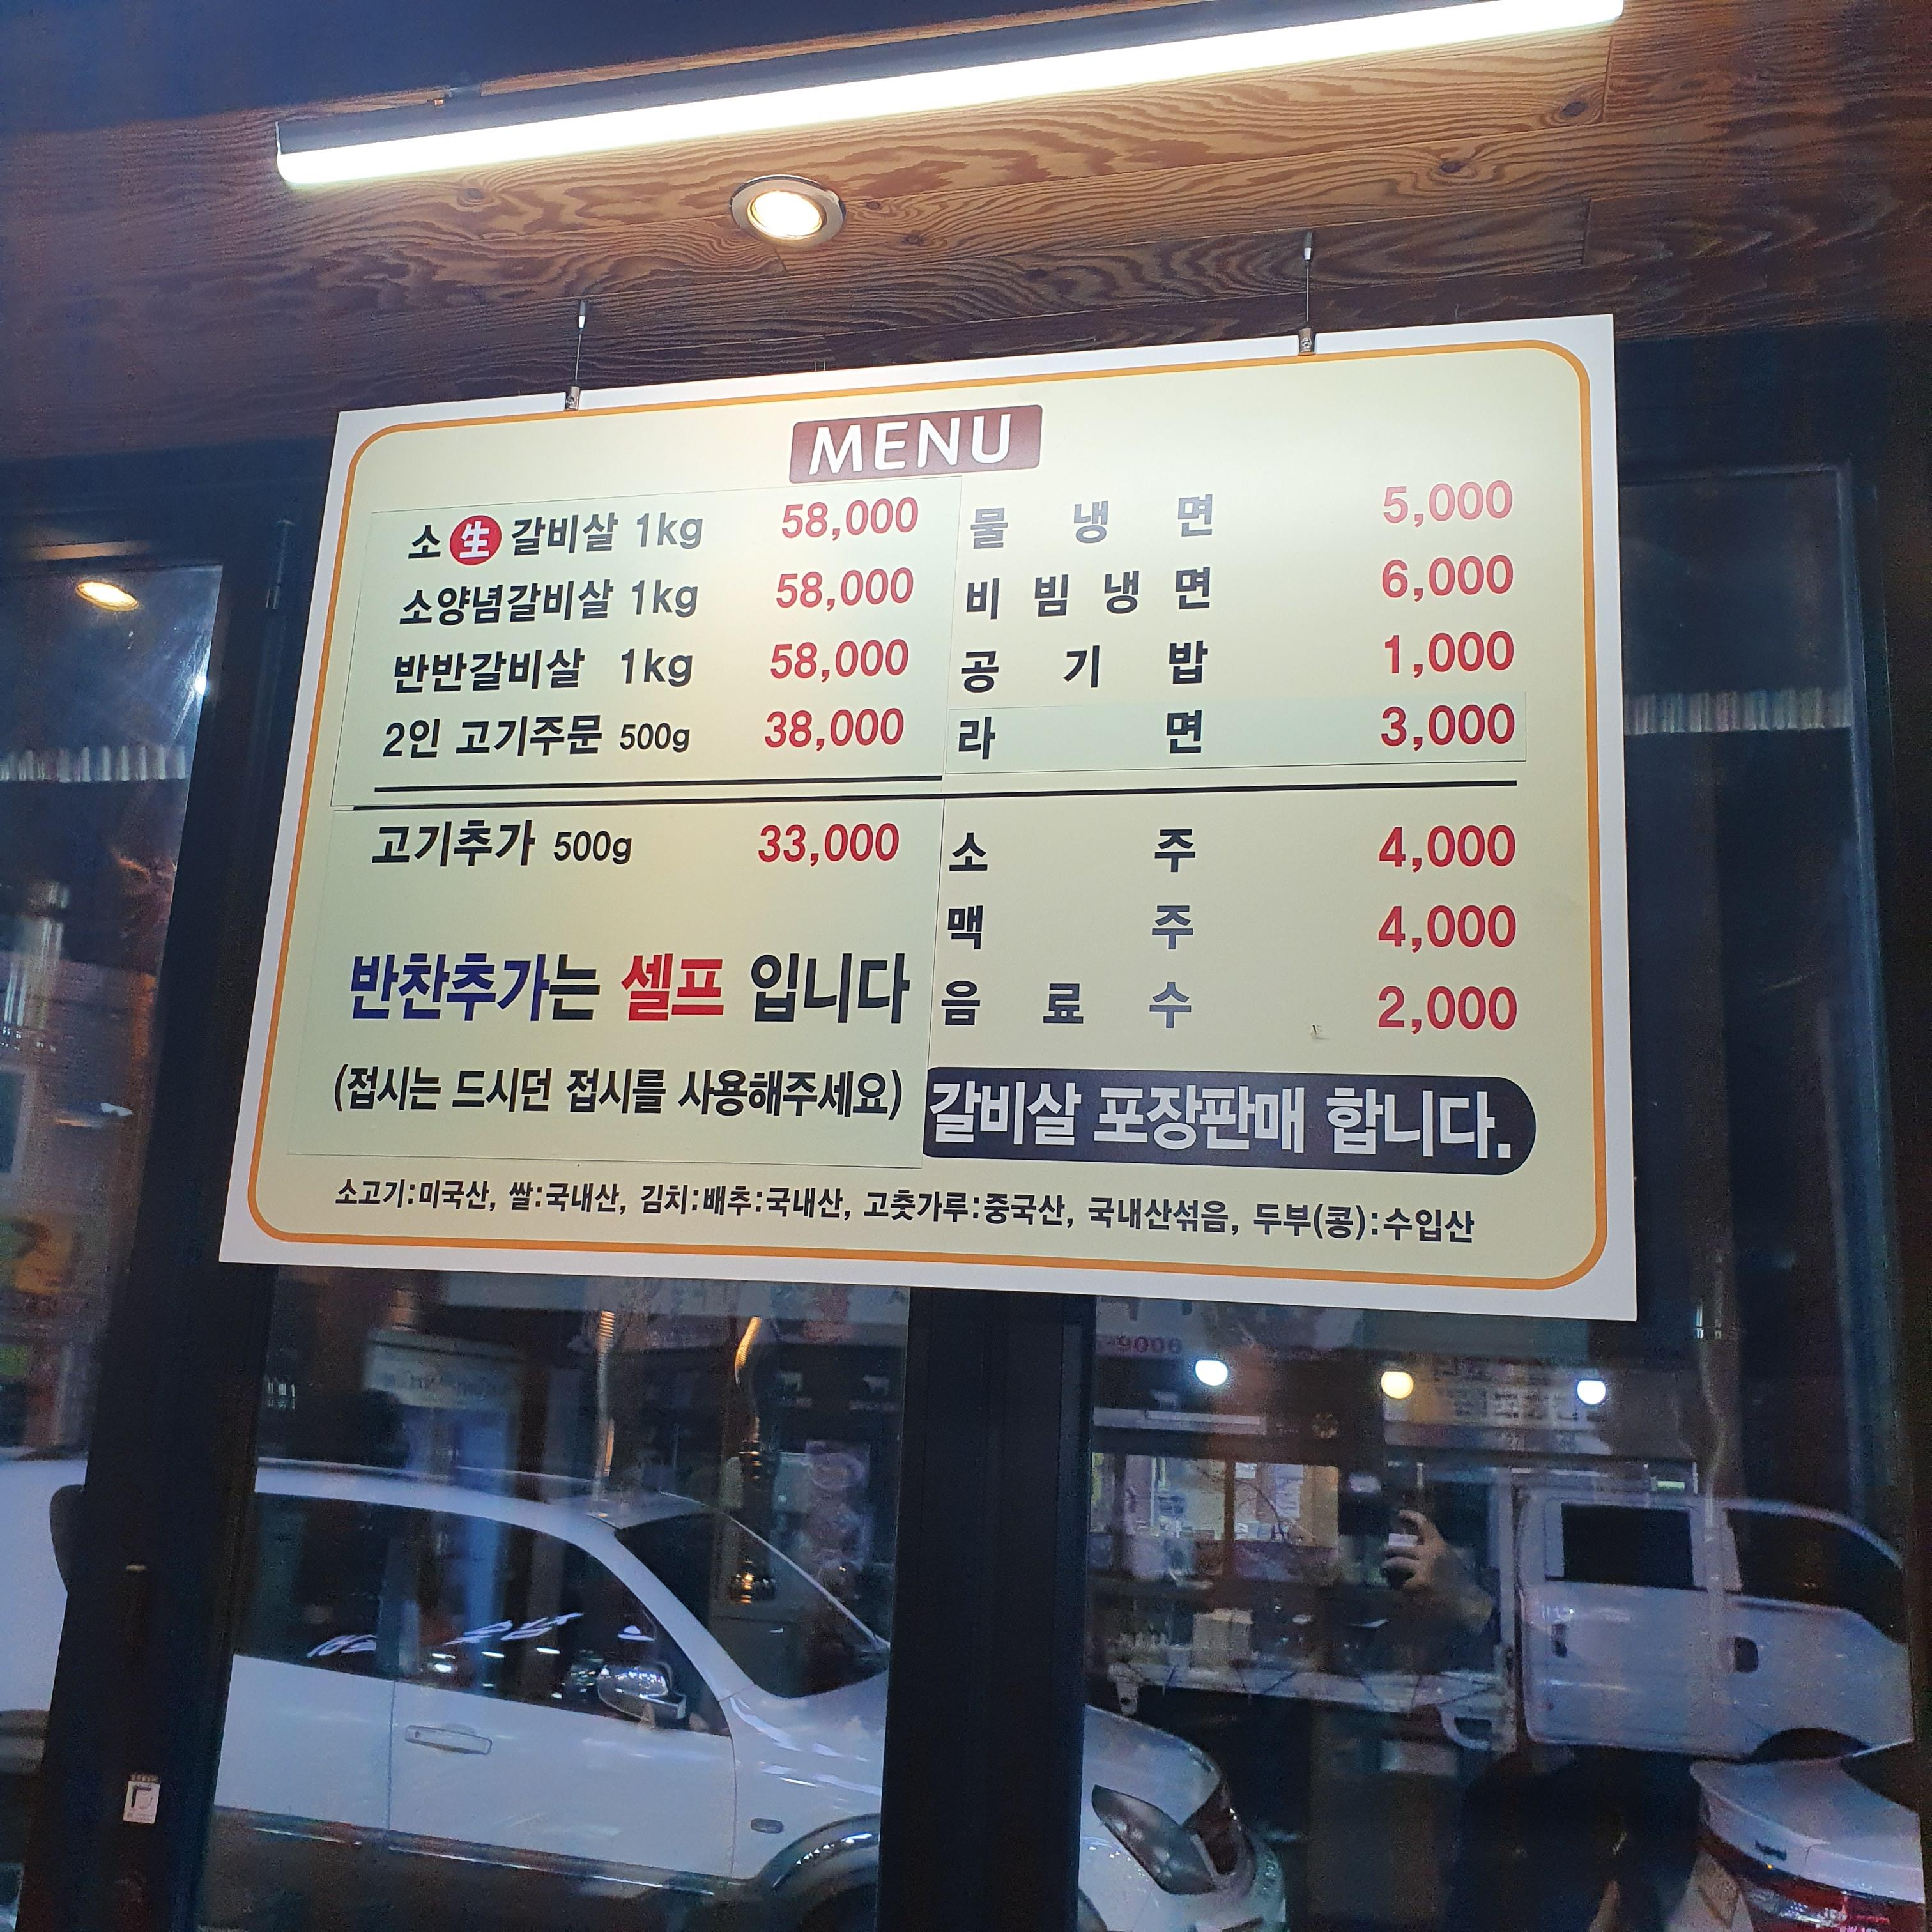 MENU
소生갈비살 1kg 58,000
소양념갈비살 1kg 58,000
반반갈비살 1kg 58,000
2인 고기주문 500g 38,000
고기추가 500g 33,000
반찬추가는 셀프 입니다
(접시는 드시던 접시를 사용해주세요)
물냉면 5,000
비빔냉면 6,000
공기밥 1,000
라면 3,000
소주 4,000
맥주 4,000
음료수 2,000
갈비살 포장판매 합니다.
소고기:미국산, 쌀:국내산, 김치:배추:국내산, 고춧가루:중국산, 국내산섞음, 두부(콩):수입산